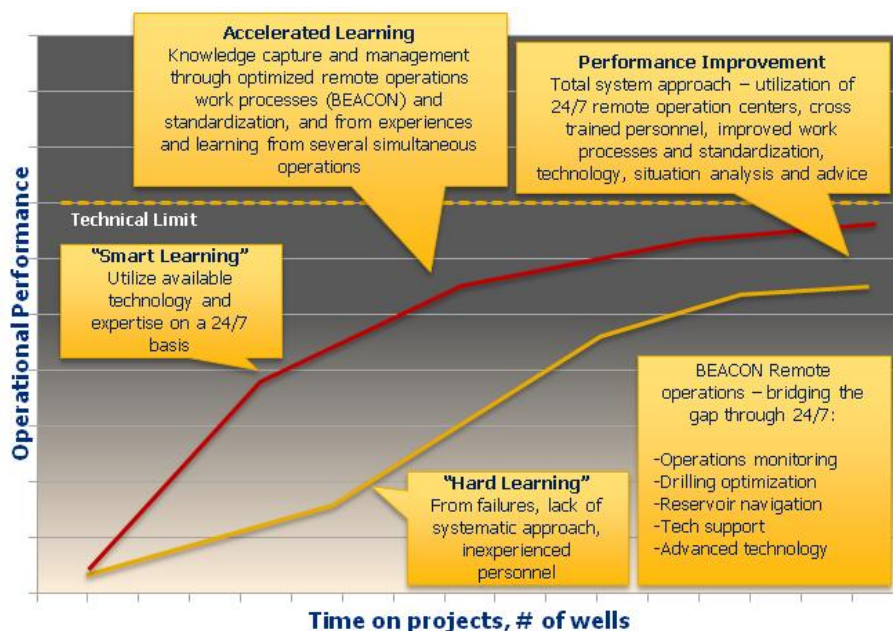 Accelerated Learning
Knowledge capture and management
through optimized remote operations
work processes (BEACON) and
standardization, and from experiences
and learning from several simultaneous
operations
Performance Improvement
Total system approach – utilization of
24/7 remote operation centers, cross
trained personnel, improved work
processes and standardization,
technology, situation analysis and advice
Technical Limit
"Smart Learning"
Utilize available
technology and
expertise on a 24/7
basis
"Hard Learning"
From failures, lack of
systematic approach,
inexperienced
personnel
BEACON Remote
operations – bridging the
gap through 24/7:
-Operations monitoring
-Drilling optimization
-Reservoir navigation
-Tech support
-Advanced technology
Operational Performance
Time on projects, # of wells